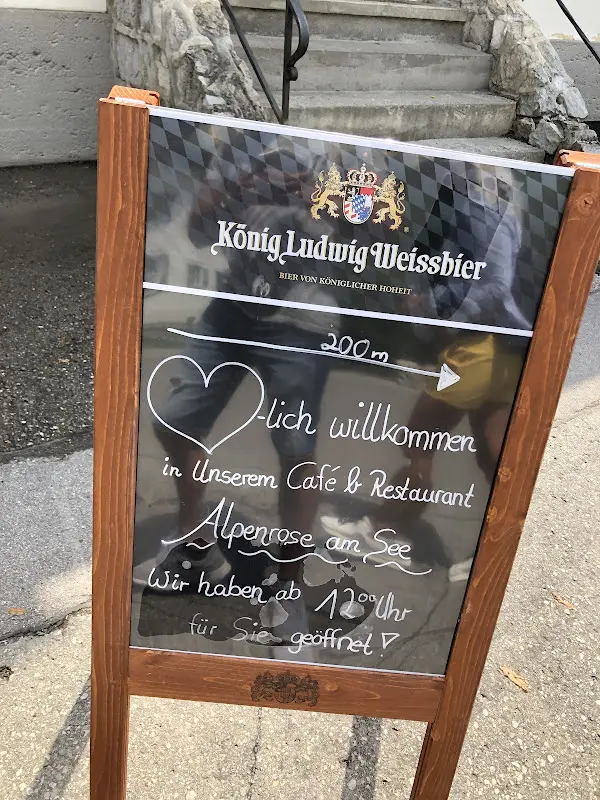 König Ludwig Weissbier
BIER VON KÖNIGLICHER HOHEIT
200m
-lich willkommen
in Unserem Café & Restaurant
Alpenrose am See
Wir haben ab 12⁰⁰ Uhr
für Sie geöffnet!